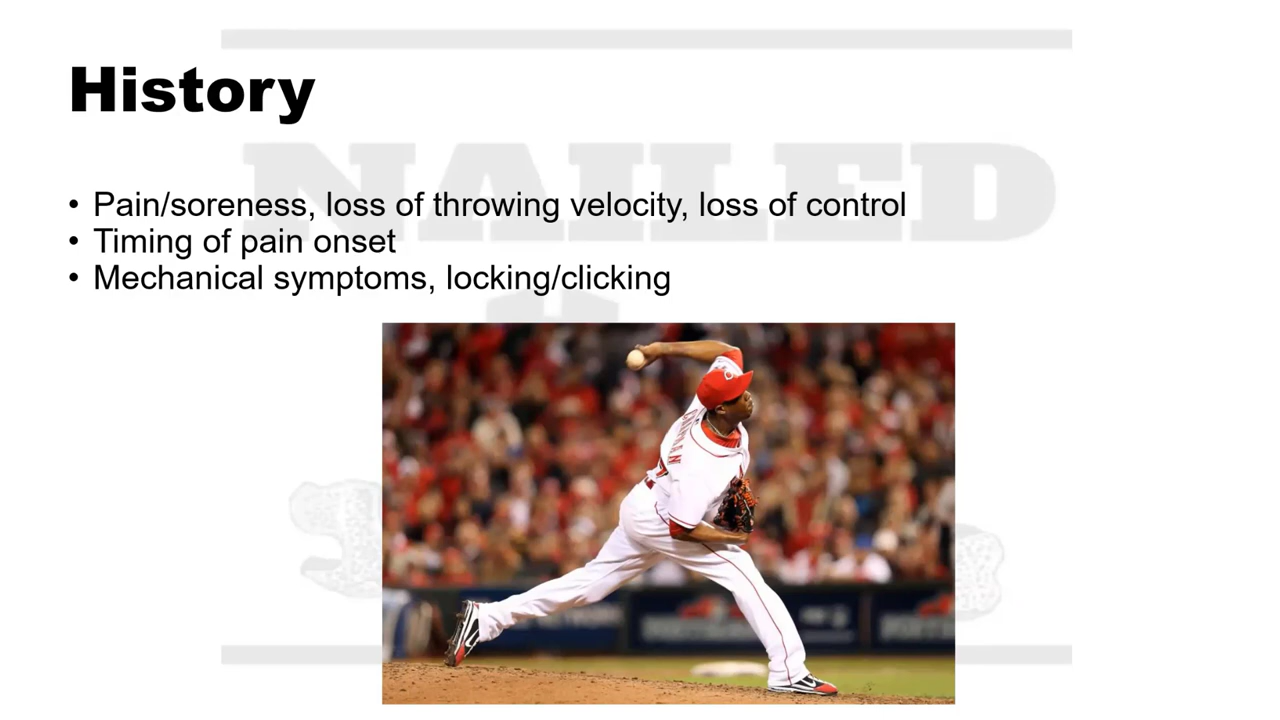 History
NAILED
• Pain/soreness, loss of throwing velocity, loss of control
• Timing of pain onset
• Mechanical symptoms, locking/clicking
CHAPMAN